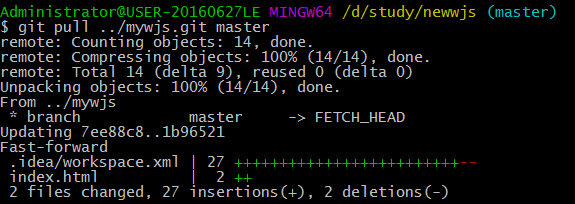 Administrator@USER-20160627LE MINGW64 /d/study/newwjs (master)
$ git pull ../mywjs.git master
remote: Counting objects: 14, done.
remote: Compressing objects: 100% (14/14), done.
remote: Total 14 (delta 9), reused 0 (delta 0)
Unpacking objects: 100% (14/14), done.
From ../mywjs
 * branch            master     -> FETCH_HEAD
Updating 7ee88c8..1b96521
Fast-forward
 .idea/workspace.xml | 27 +++++++++++++++++++++++++--
 index.html          |  2 ++
 2 files changed, 27 insertions(+), 2 deletions(-)